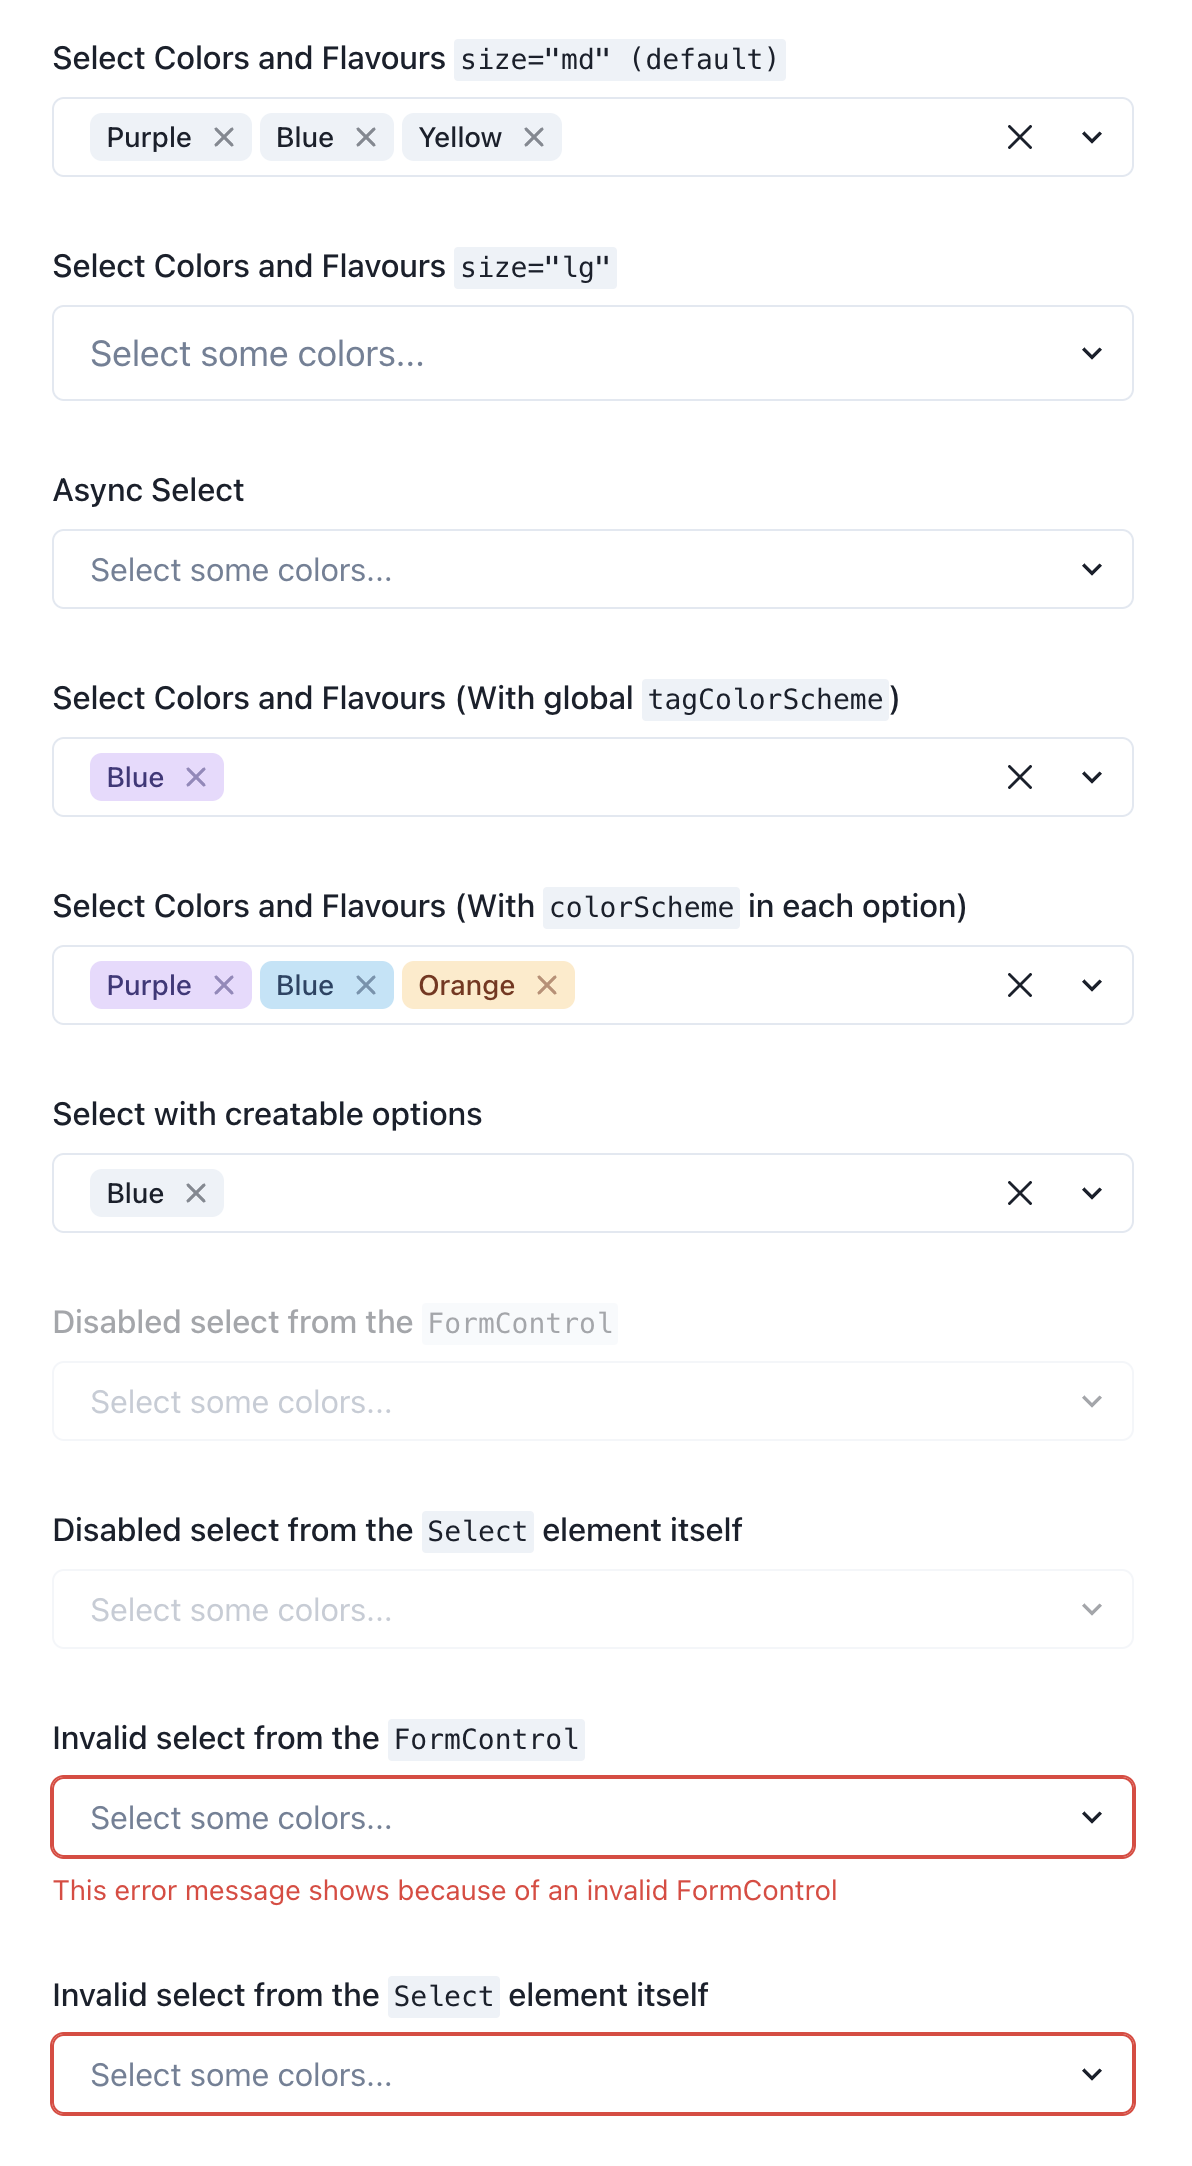 Select Colors and Flavours size="md" (default)
Purple Blue Yellow
Select Colors and Flavours size="lg"
Select some colors...
Async Select
Select some colors...
Select Colors and Flavours (With global tagColorScheme)
Blue
Select Colors and Flavours (With colorScheme in each option)
Purple Blue Orange
Select with creatable options
Blue
Disabled select from the FormControl
Select some colors...
Disabled select from the Select element itself
Select some colors...
Invalid select from the FormControl
Select some colors...
This error message shows because of an invalid FormControl
Invalid select from the Select element itself
Select some colors...